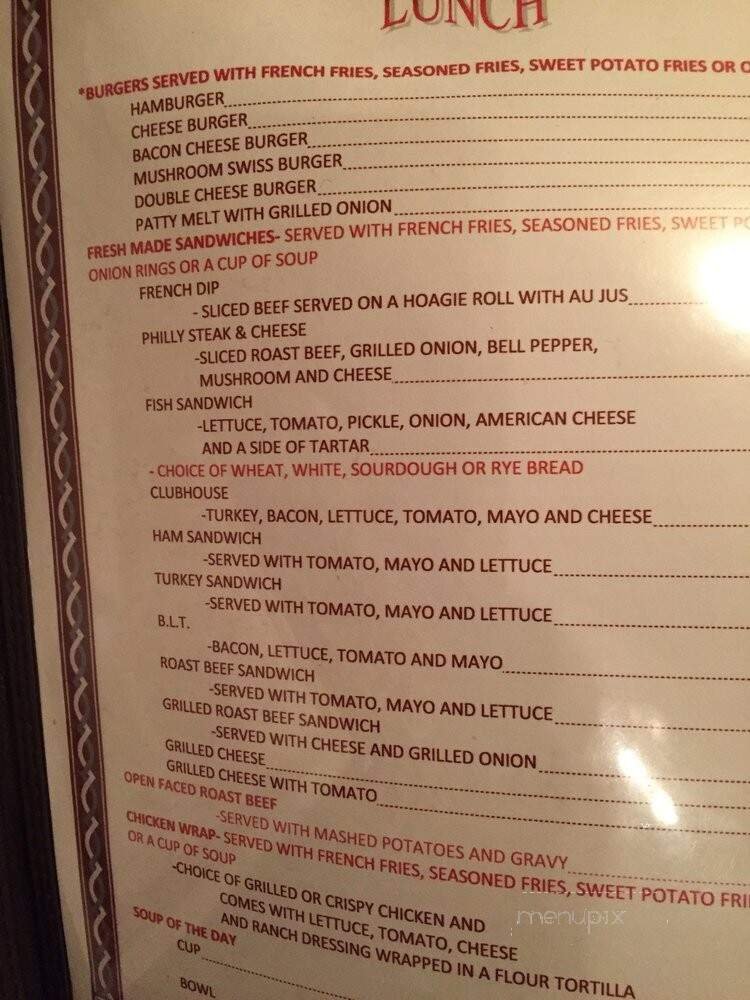 LUNCH
*BURGERS SERVED WITH FRENCH FRIES, SEASONED FRIES, SWEET POTATO FRIES OR O
HAMBURGER
CHEESE BURGER
BACON CHEESE BURGER
MUSHROOM SWISS BURGER
DOUBLE CHEESE BURGER
PATTY MELT WITH GRILLED ONION
FRESH MADE SANDWICHES- SERVED WITH FRENCH FRIES, SEASONED FRIES, SWEET PO
ONION RINGS OR A CUP OF SOUP
FRENCH DIP
- SLICED BEEF SERVED ON A HOAGIE ROLL WITH AU JUS
PHILLY STEAK & CHEESE
-SLICED ROAST BEEF, GRILLED ONION, BELL PEPPER,
MUSHROOM AND CHEESE
FISH SANDWICH
-LETTUCE, TOMATO, PICKLE, ONION, AMERICAN CHEESE
AND A SIDE OF TARTAR
- CHOICE OF WHEAT, WHITE, SOURDOUGH OR RYE BREAD
CLUBHOUSE
-TURKEY, BACON, LETTUCE, TOMATO, MAYO AND CHEESE
HAM SANDWICH
-SERVED WITH TOMATO, MAYO AND LETTUCE
TURKEY SANDWICH
-SERVED WITH TOMATO, MAYO AND LETTUCE
B.L.T.
-BACON, LETTUCE, TOMATO AND MAYO
ROAST BEEF SANDWICH
-SERVED WITH TOMATO, MAYO AND LETTUCE
GRILLED ROAST BEEF SANDWICH
-SERVED WITH CHEESE AND GRILLED ONION
GRILLED CHEESE
GRILLED CHEESE WITH TOMATO
OPEN FACED ROAST BEEF
-SERVED WITH MASHED POTATOES AND GRAVY
CHICKEN WRAP- SERVED WITH FRENCH FRIES, SEASONED FRIES, SWEET POTATO FRI
OR A CUP OF SOUP
-CHOICE OF GRILLED OR CRISPY CHICKEN AND
COMES WITH LETTUCE, TOMATO, CHEESE
AND RANCH DRESSING WRAPPED IN A FLOUR TORTILLA
SOUP OF THE DAY
CUP
BOWL
menupix